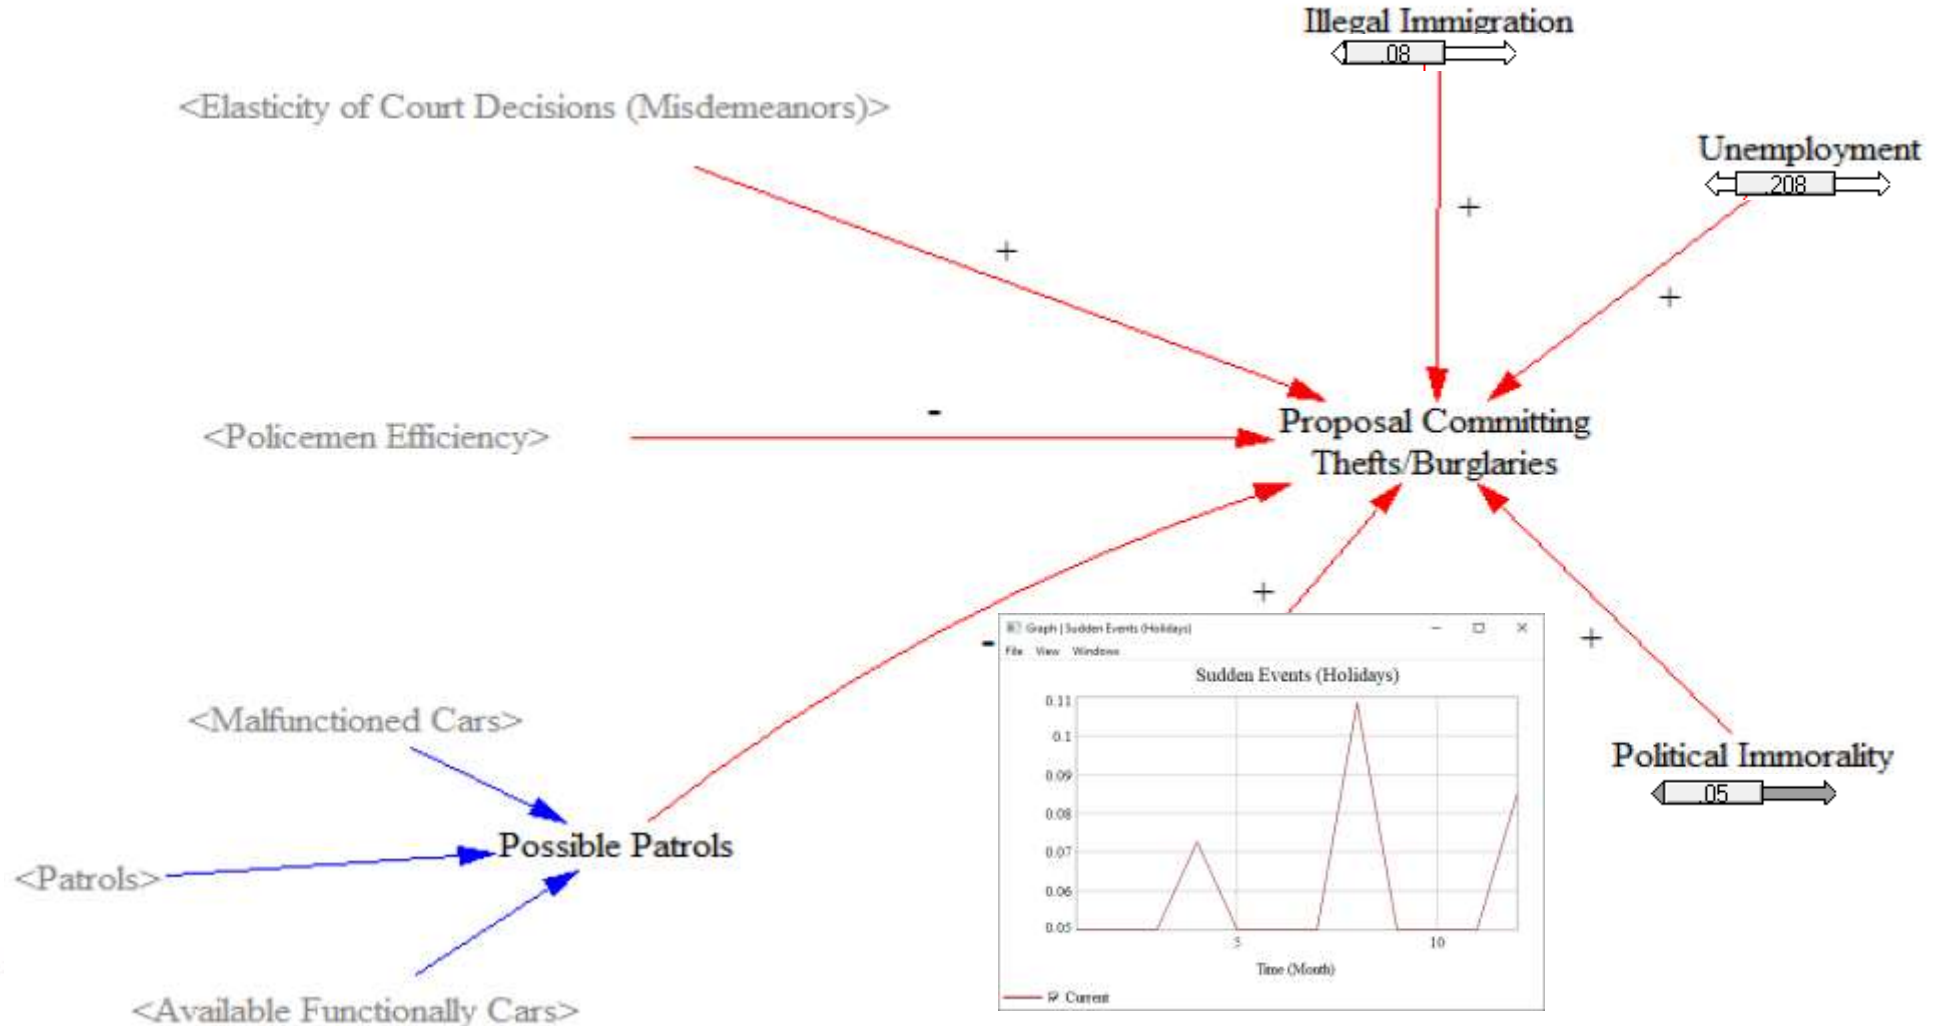 Illegal Immigration
.08
<Elasticity of Court Decisions (Misdemeanors)>
Unemployment
.208
+
+
+
-
<Policemen Efficiency>
Proposal Committing
Thefts/Burglaries
+
-
+
Graph | Sudden Events (Holidays)
File View Windows
Sudden Events (Holidays)
0.11
0.1
0.09
0.08
0.07
0.06
0.05
5
10
Time (Month)
Current
<Malfunctioned Cars>
Political Immorality
.05
Possible Patrols
<Patrols>
<Available Functionally Cars>